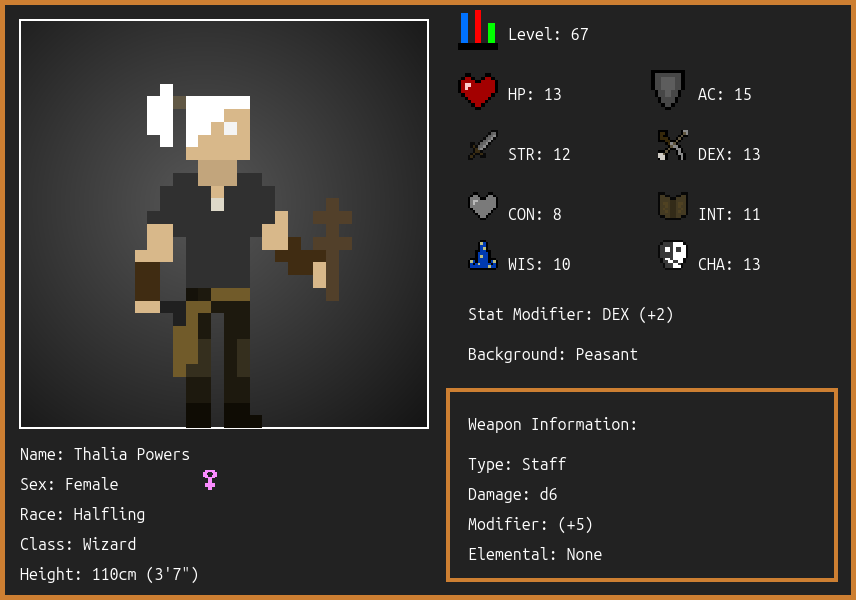 Level: 67
HP: 13
AC: 15
STR: 12
DEX: 13
CON: 8
INT: 11
WIS: 10
CHA: 13
Stat Modifier: DEX (+2)
Background: Peasant
Weapon Information:
Type: Staff
Damage: d6
Modifier: (+5)
Elemental: None
Name: Thalia Powers
Sex: Female
Race: Halfling
Class: Wizard
Height: 110cm (3'7")